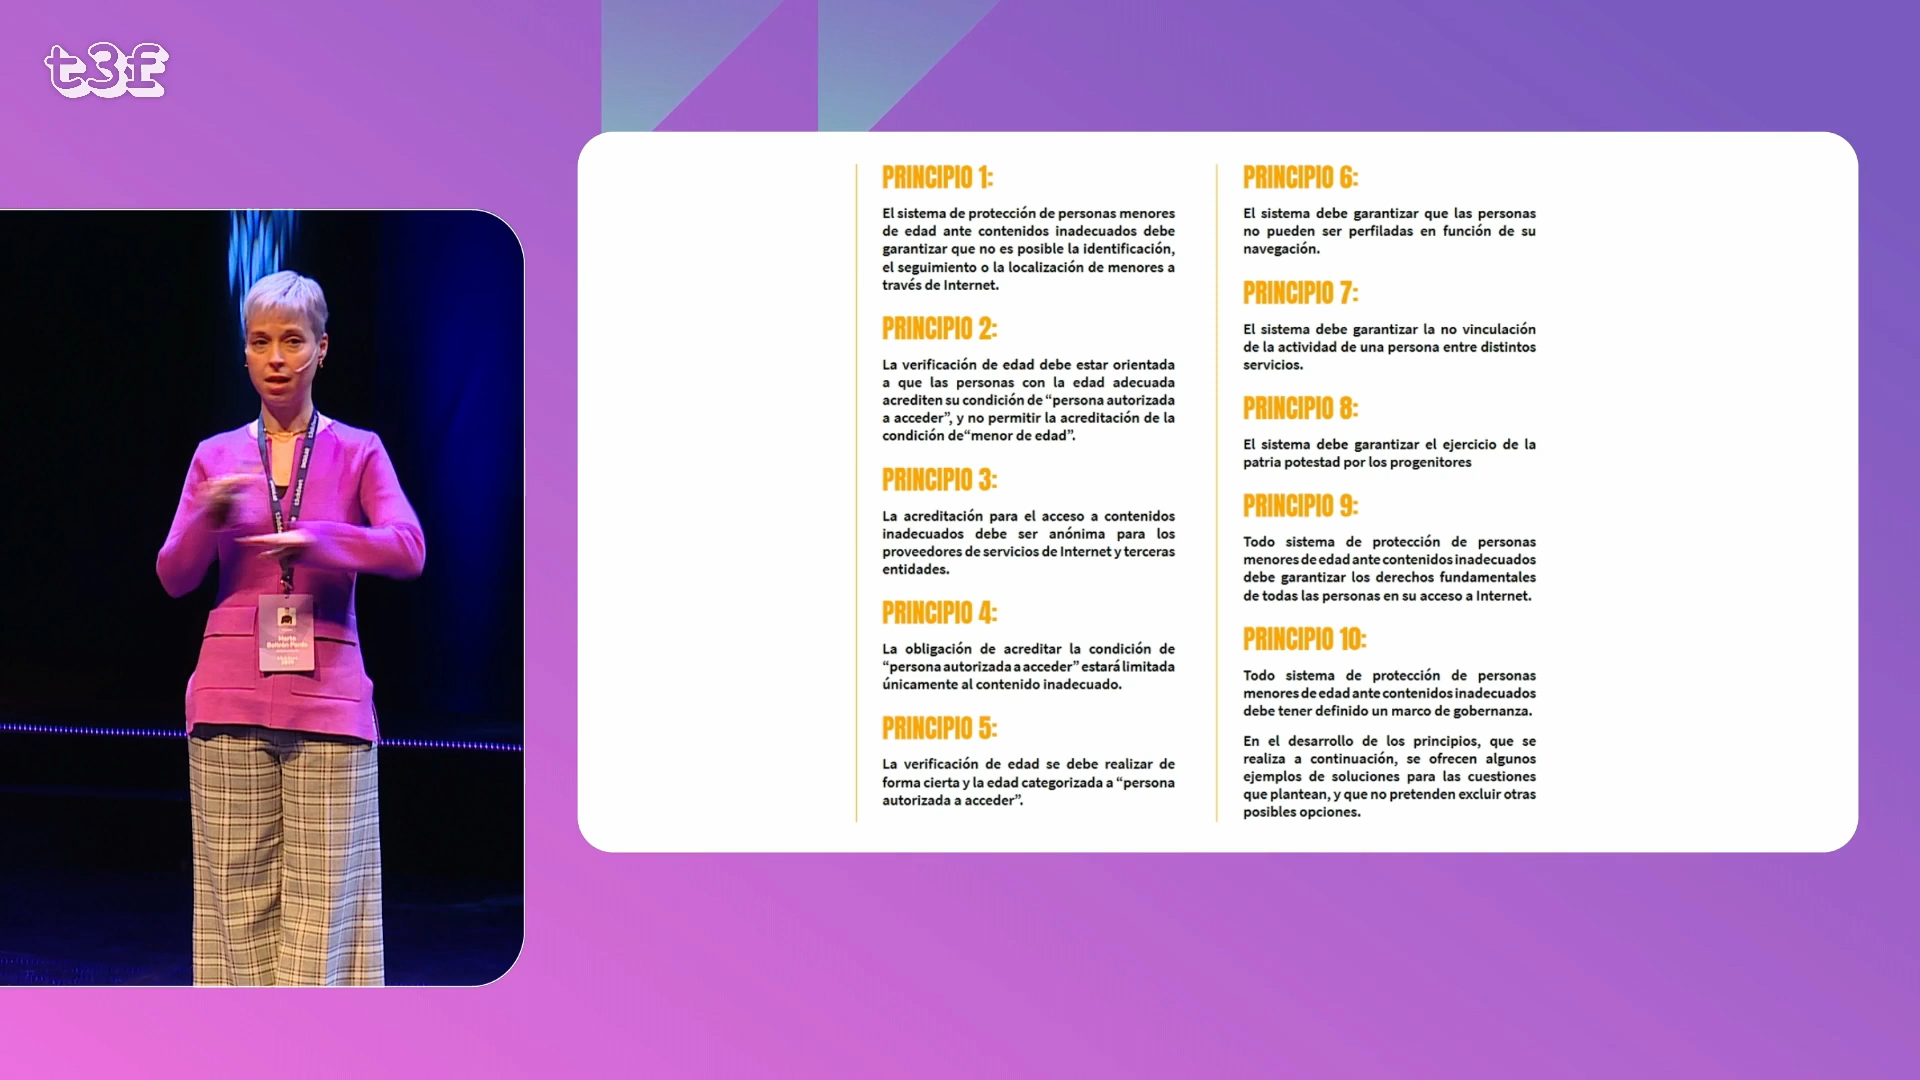 t3f
Marta
Beltrán Pardo
PRINCIPIO 1:
El sistema de protección de personas menores
de edad ante contenidos inadecuados debe
garantizar que no es posible la identificación,
el seguimiento o la localización de menores a
través de Internet.
PRINCIPIO 2:
La verificación de edad debe estar orientada
a que las personas con la edad adecuada
acrediten su condición de “persona autorizada
a acceder”, y no permitir la acreditación de la
condición de“menor de edad”.
PRINCIPIO 3:
La acreditación para el acceso a contenidos
inadecuados debe ser anónima para los
proveedores de servicios de Internet y terceras
entidades.
PRINCIPIO 4:
La obligación de acreditar la condición de
“persona autorizada a acceder” estará limitada
únicamente al contenido inadecuado.
PRINCIPIO 5:
La verificación de edad se debe realizar de
forma cierta y la edad categorizada a “persona
autorizada a acceder”.
PRINCIPIO 6:
El sistema debe garantizar que las personas
no pueden ser perfiladas en función de su
navegación.
PRINCIPIO 7:
El sistema debe garantizar la no vinculación
de la actividad de una persona entre distintos
servicios.
PRINCIPIO 8:
El sistema debe garantizar el ejercicio de la
patria potestad por los progenitores
PRINCIPIO 9:
Todo sistema de protección de personas
menores de edad ante contenidos inadecuados
debe garantizar los derechos fundamentales
de todas las personas en su acceso a Internet.
PRINCIPIO 10:
Todo sistema de protección de personas
menores de edad ante contenidos inadecuados
debe tener definido un marco de gobernanza.
En el desarrollo de los principios, que se
realiza a continuación, se ofrecen algunos
ejemplos de soluciones para las cuestiones
que plantean, y que no pretenden excluir otras
posibles opciones.